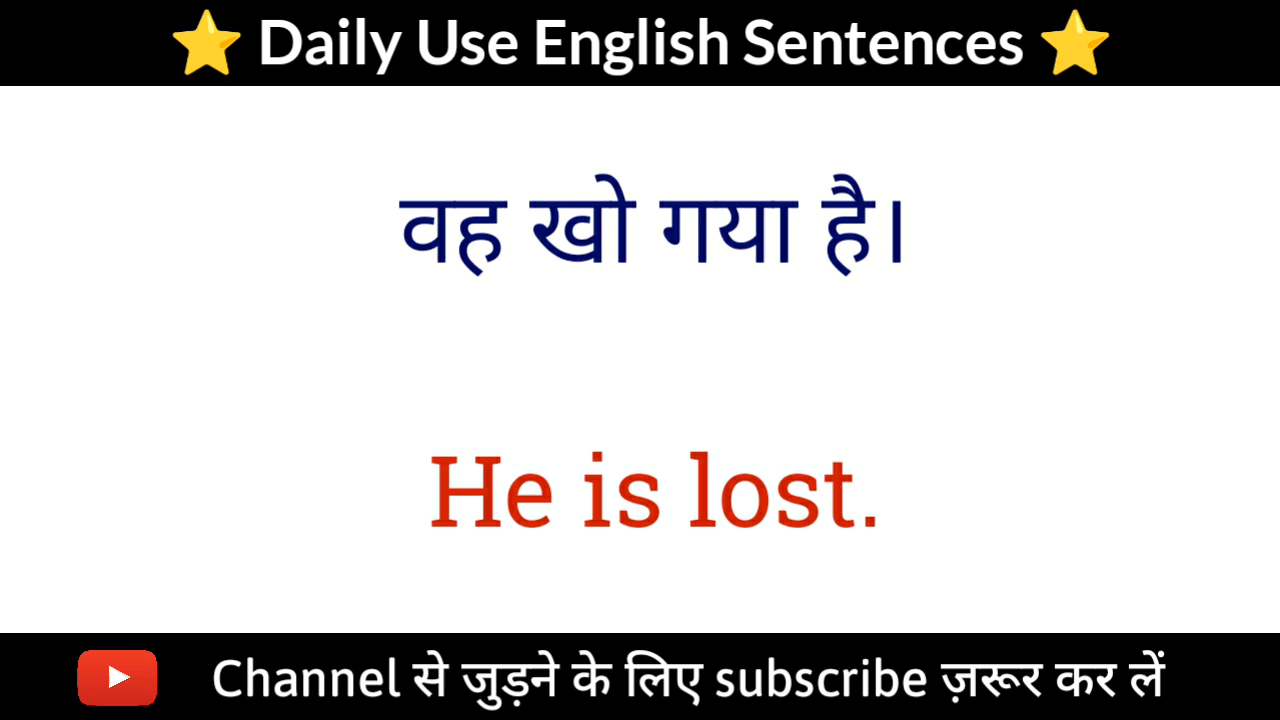 ⭐ Daily Use English Sentences ⭐
वह खो गया है।
He is lost.
Channel से जुड़ने के लिए subscribe ज़रूर कर लें